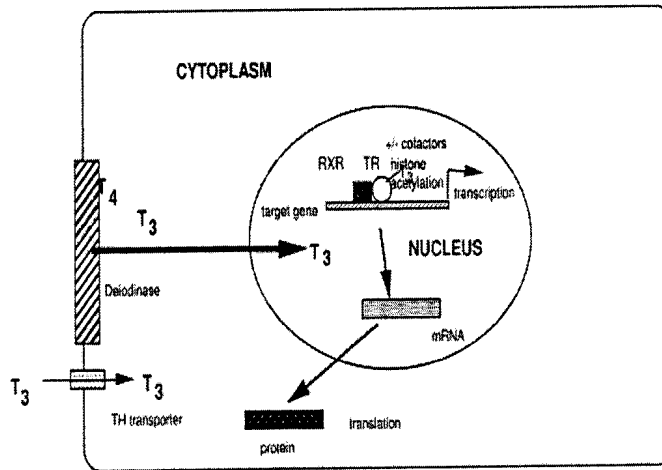 CYTOPLASM
+/- cofactors
RXR TR histone
T3
acetylation
transcription
target gene
T4
T3
T3
NUCLEUS
Deiodinase
mRNA
T3 T3
TH transporter
translation
protein